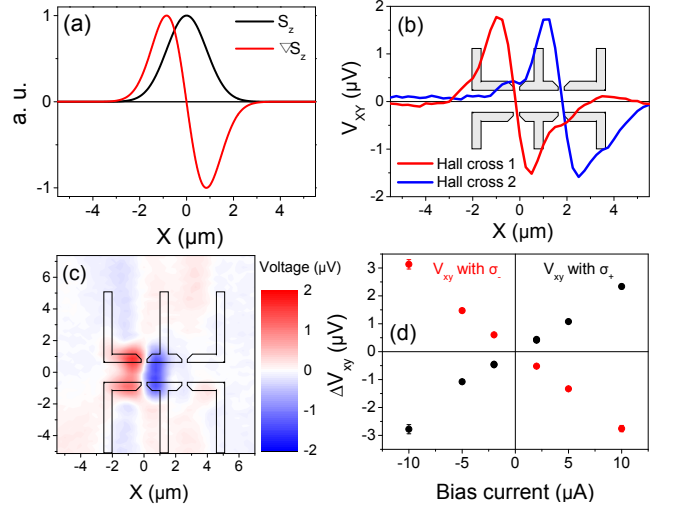 (a)
S_z
▽S_z
a. u.
1
0
-1
-4 -2 0 2 4
X (µm)
(b)
V_XY (µV)
2
1
0
-1
-2
Hall cross 1
Hall cross 2
-4 -2 0 2 4
X (µm)
(c)
Voltage (µV)
2
1
0
-1
-2
6
4
2
0
-2
-4
-4 -2 0 2 4 6
X (µm)
V_xy with σ_-
V_xy with σ_+
(d)
ΔV_xy (µV)
3
2
1
0
-1
-2
-3
-10 -5 0 5 10
Bias current (µA)